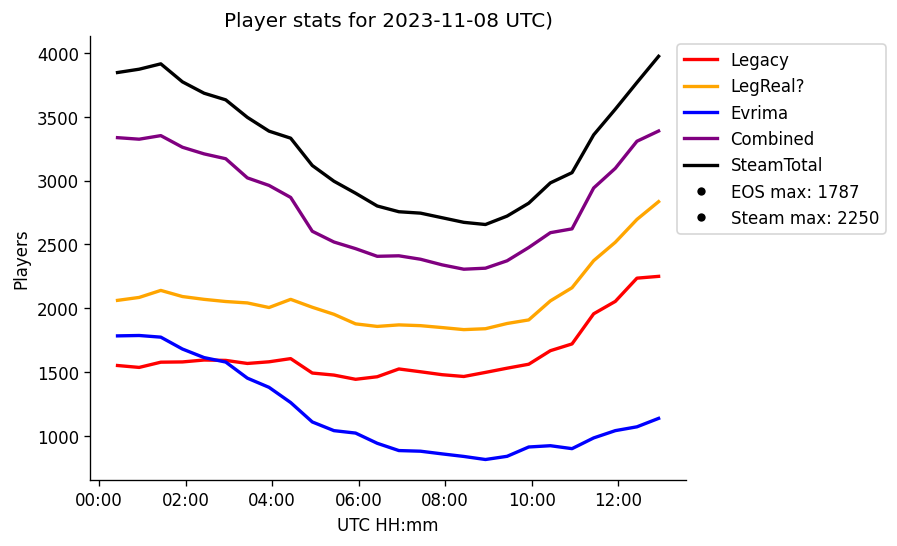 Player stats for 2023-11-08 UTC)
4000
3500
3000
2500
2000
1500
1000
Players
00:00 02:00 04:00 06:00 08:00 10:00 12:00
UTC HH:mm
Legacy
LegReal?
Evrima
Combined
SteamTotal
EOS max: 1787
Steam max: 2250